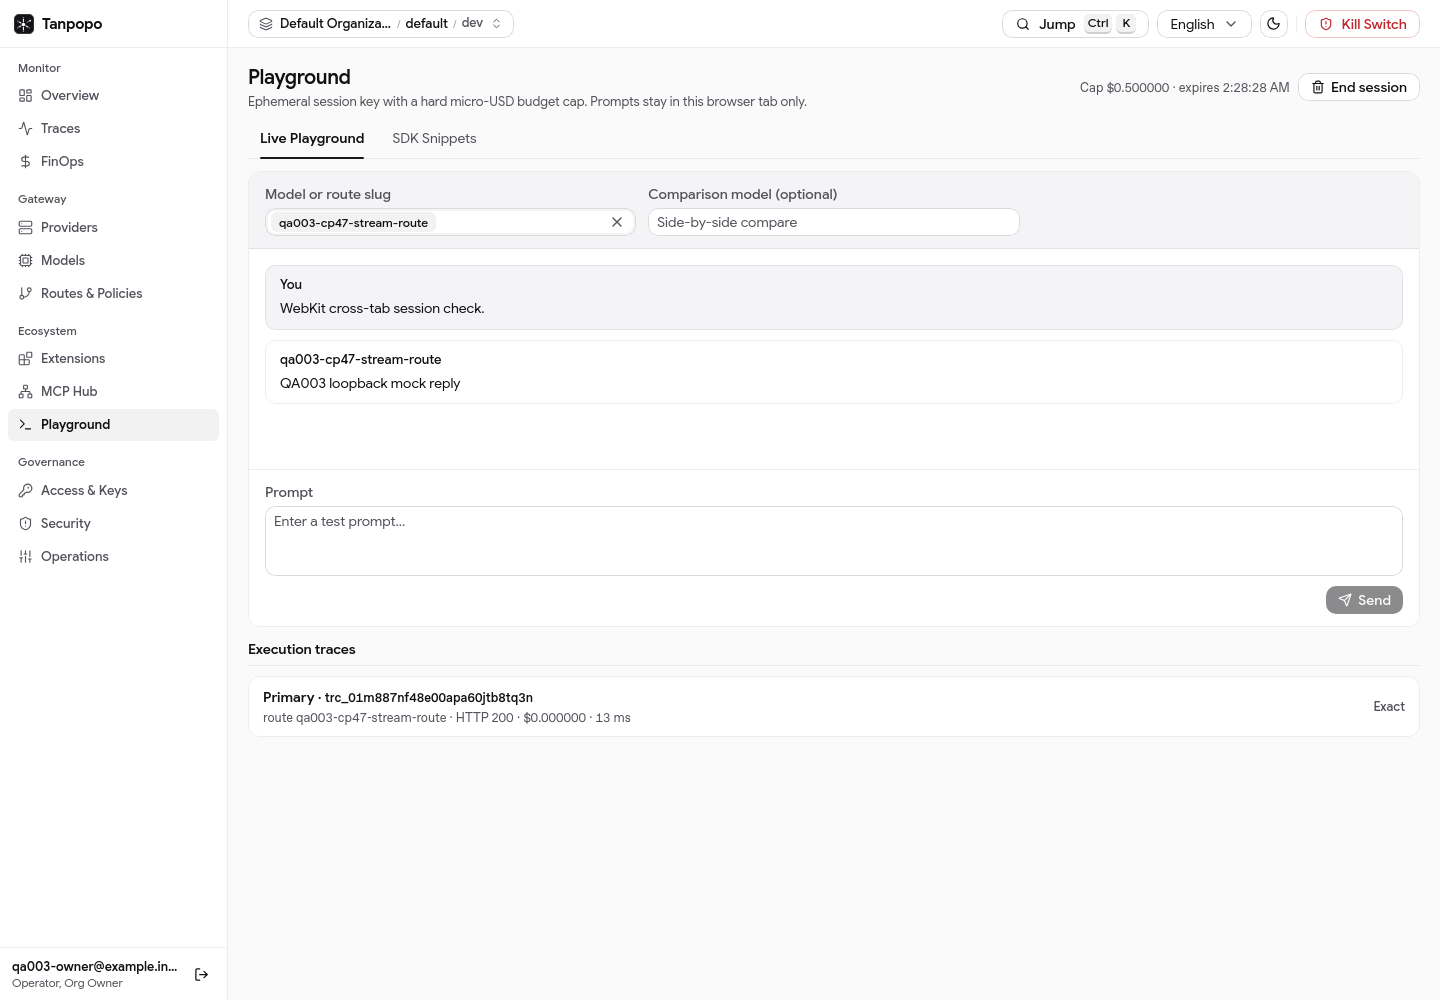 Tanpopo
Default Organiza... / default / dev
Jump Ctrl K
English
Kill Switch
Monitor
Overview
Traces
FinOps
Gateway
Providers
Models
Routes & Policies
Ecosystem
Extensions
MCP Hub
Playground
Governance
Access & Keys
Security
Operations
qa003-owner@example.in...
Operator, Org Owner
Playground
Ephemeral session key with a hard micro-USD budget cap. Prompts stay in this browser tab only.
Cap $0.500000 · expires 2:28:28 AM
End session
Live Playground
SDK Snippets
Model or route slug
qa003-cp47-stream-route
Comparison model (optional)
Side-by-side compare
You
WebKit cross-tab session check.
qa003-cp47-stream-route
QA003 loopback mock reply
Prompt
Enter a test prompt...
Send
Execution traces
Primary · trc_01m887nf48e00apa60jtb8tq3n
route qa003-cp47-stream-route · HTTP 200 · $0.000000 · 13 ms
Exact